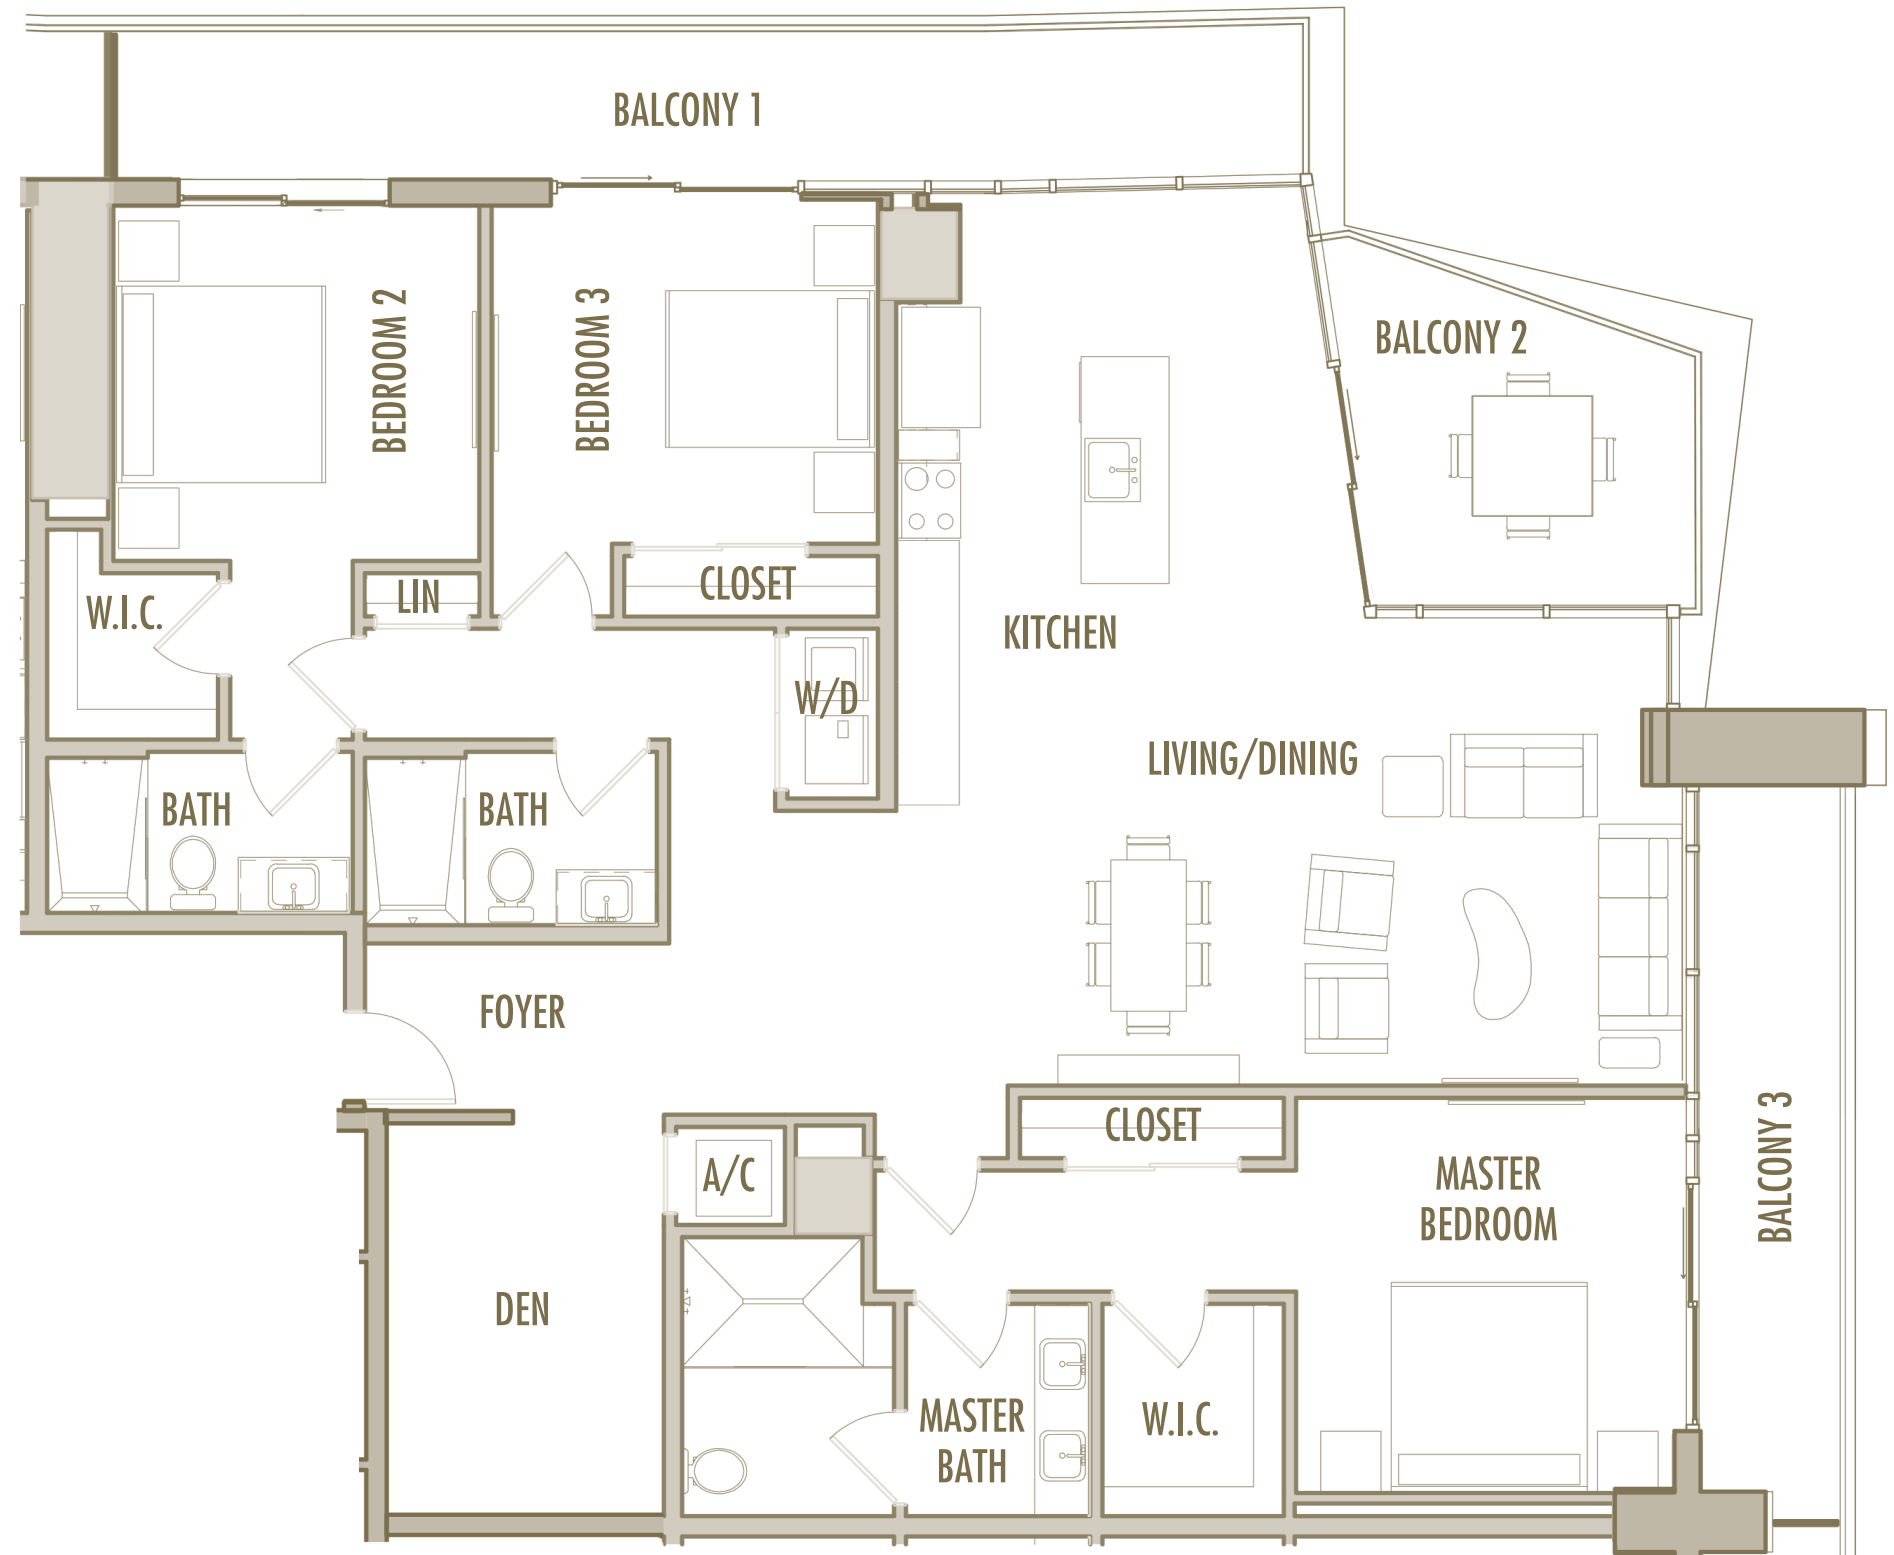 BALCONY 1
BEDROOM 2
BEDROOM 3
BALCONY 2
W.I.C.
LIN
CLOSET
KITCHEN
W/D
BATH
BATH
LIVING/DINING
FOYER
CLOSET
A/C
MASTER
BEDROOM
BALCONY 3
DEN
MASTER
BATH
W.I.C.